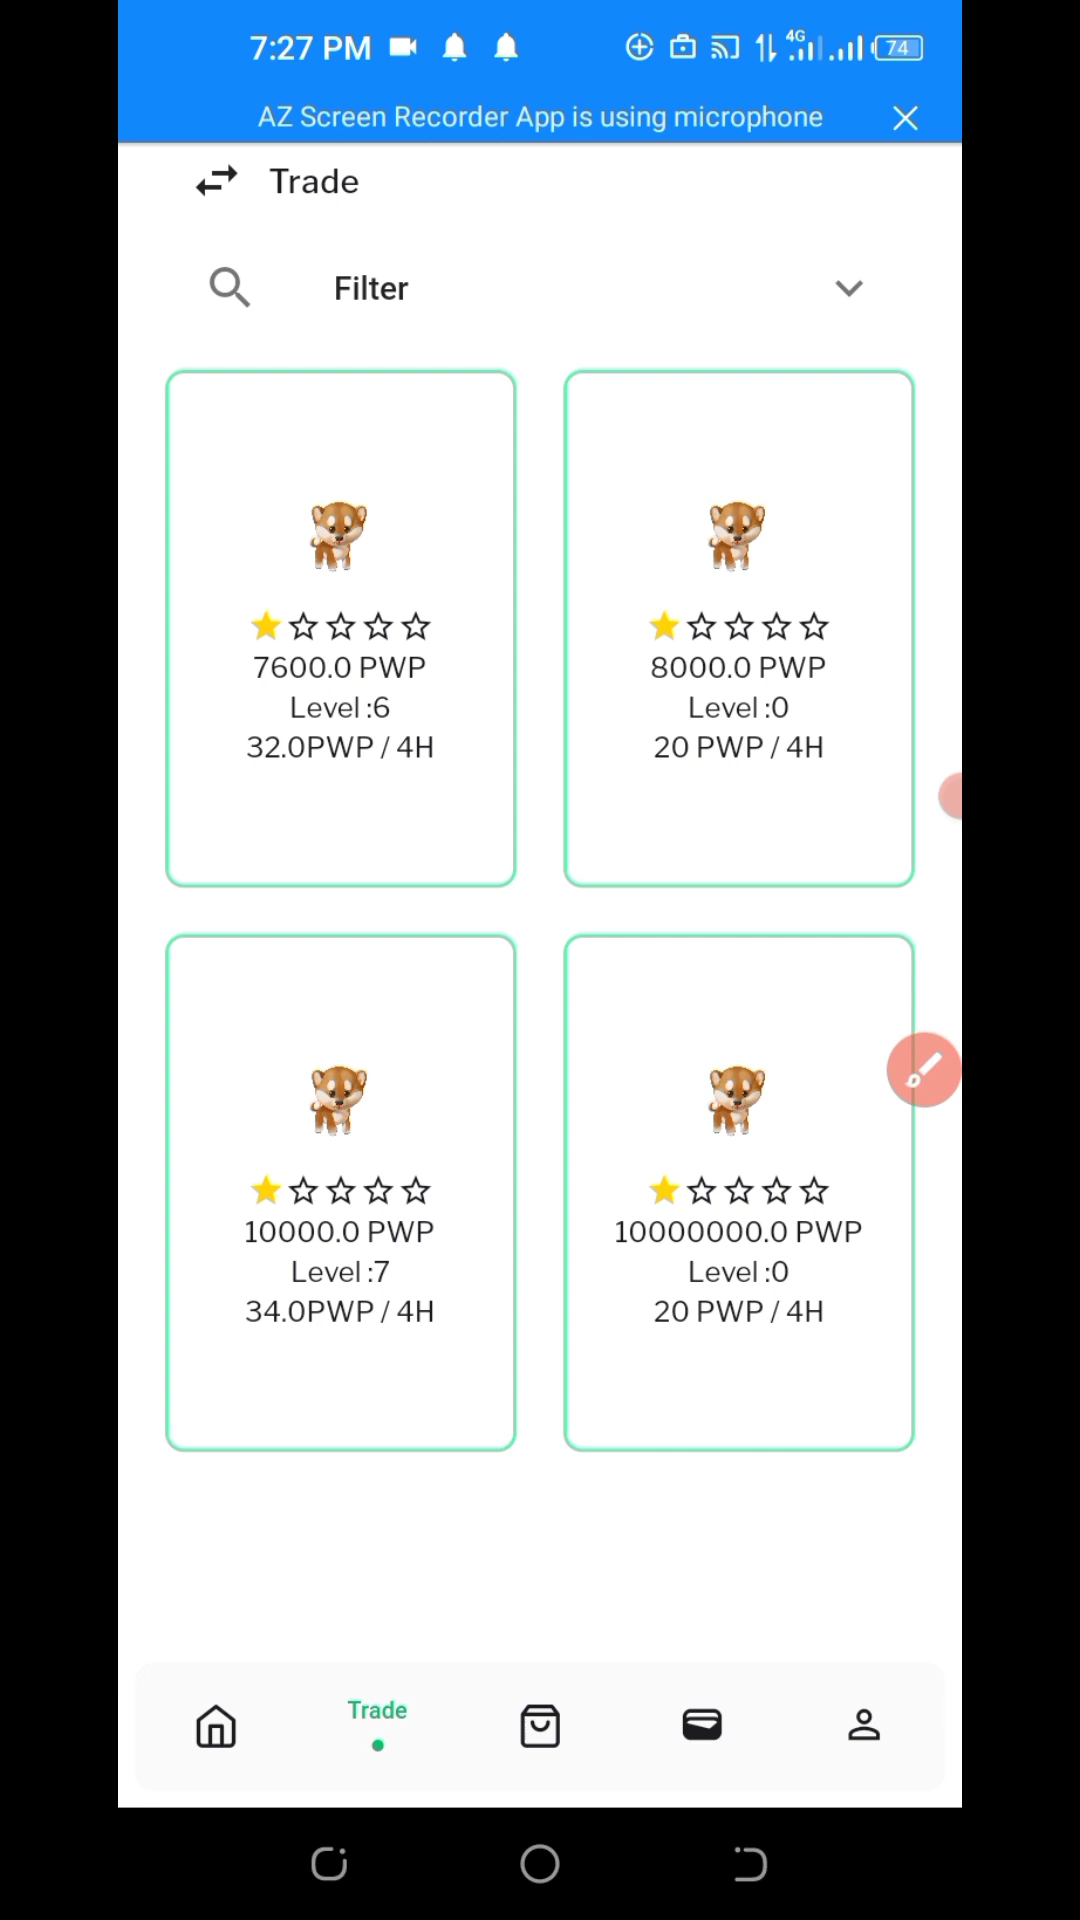 7:27 PM
4G
74
AZ Screen Recorder App is using microphone
Trade
Filter
7600.0 PWP
Level :6
32.0PWP / 4H
8000.0 PWP
Level :0
20 PWP / 4H
10000.0 PWP
Level :7
34.0PWP / 4H
10000000.0 PWP
Level :0
20 PWP / 4H
Trade